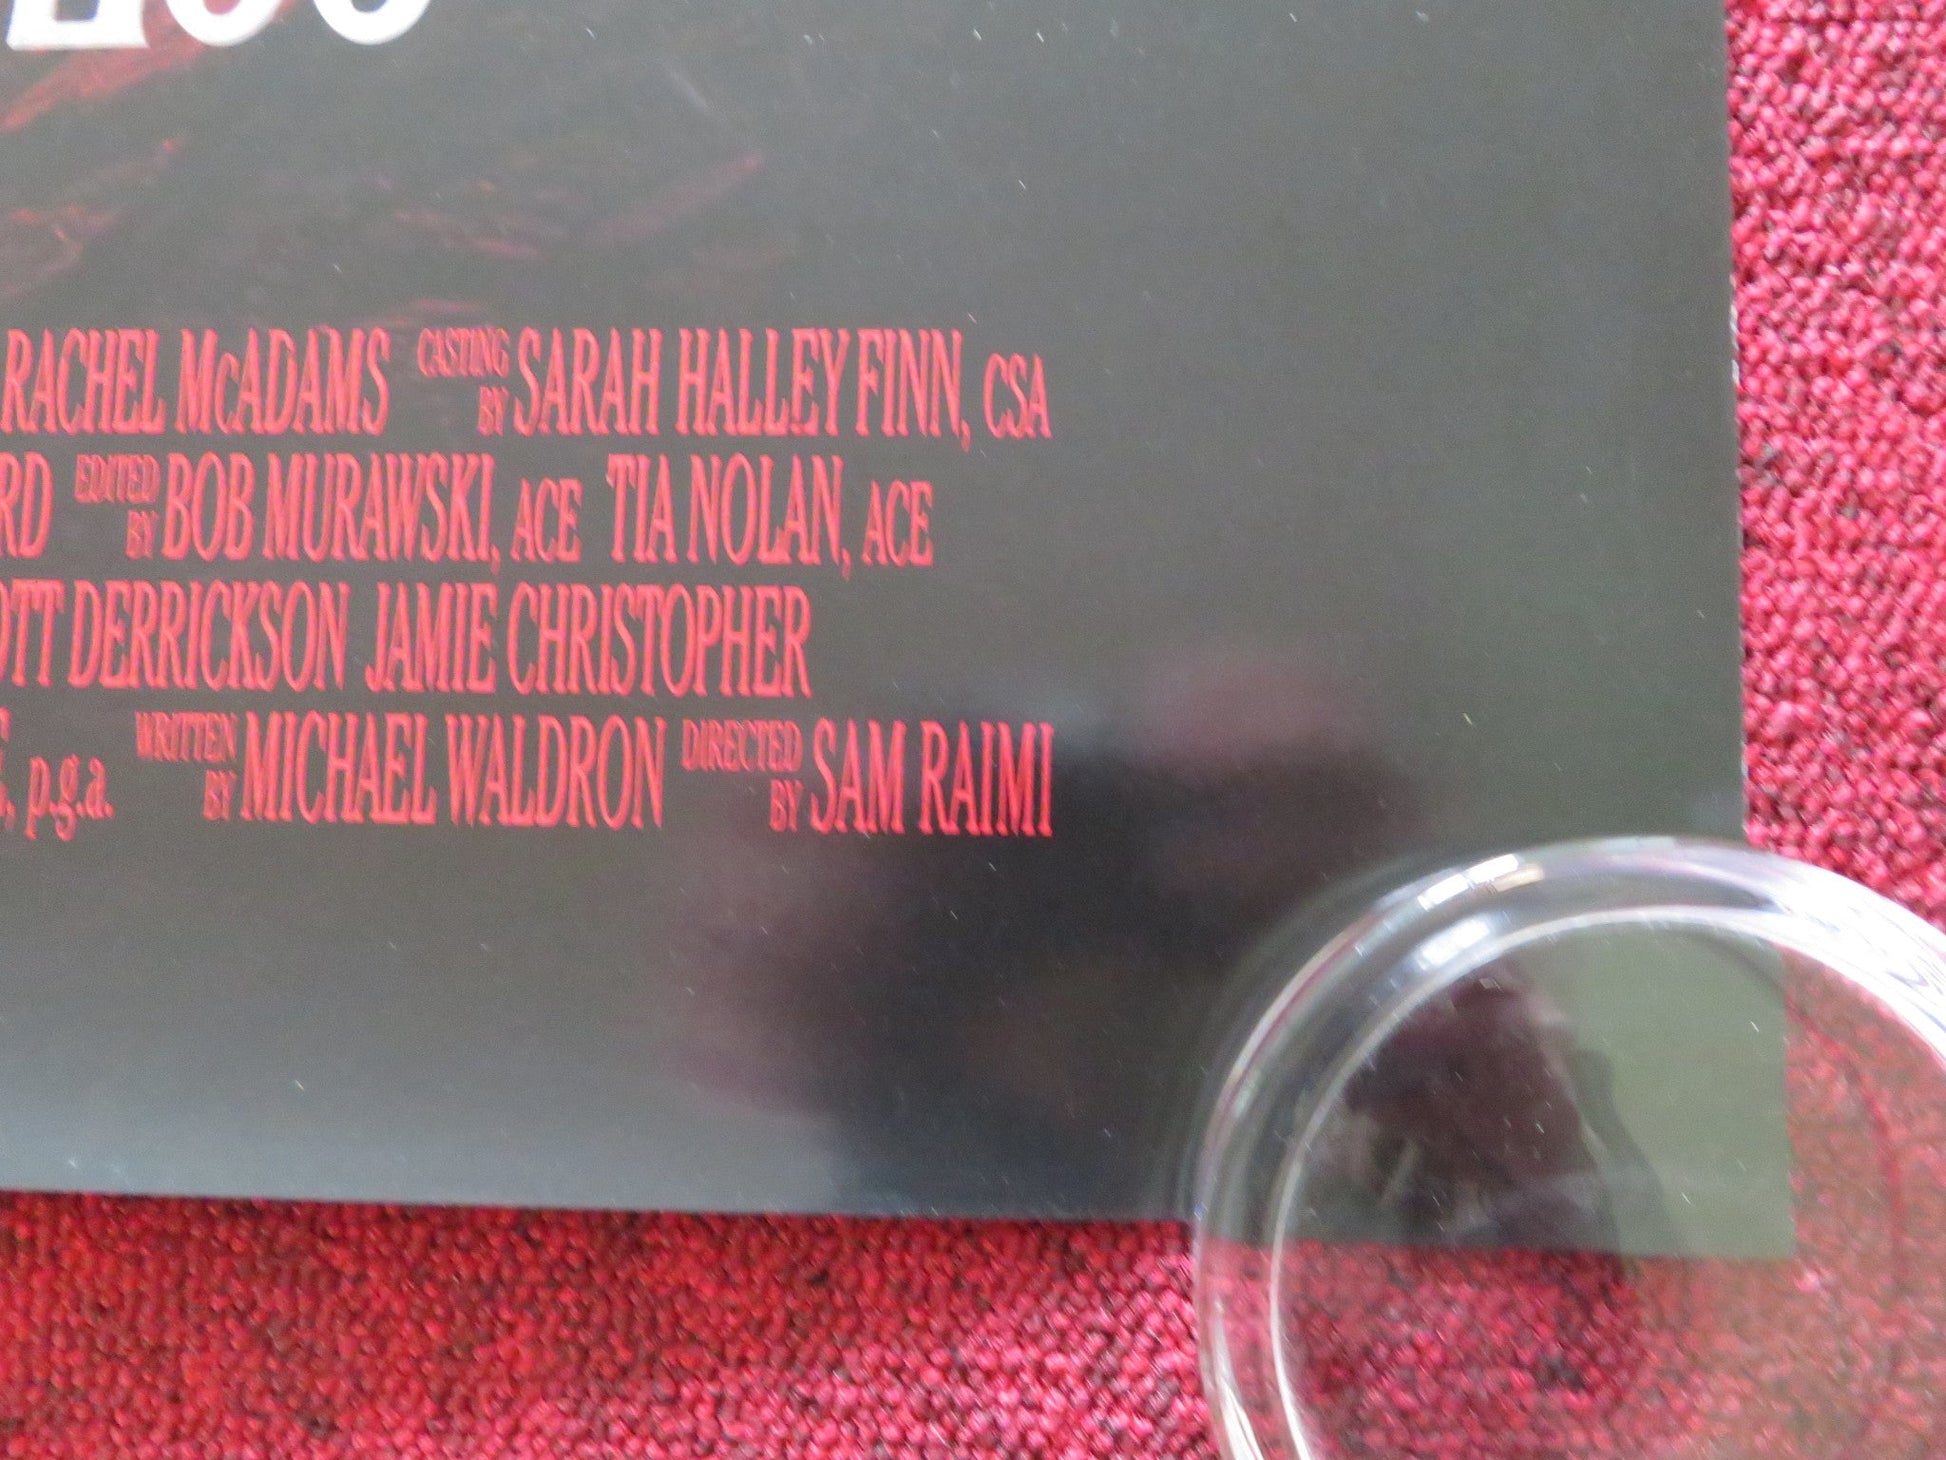 RACHEL McADAMS CASTING BY SARAH HALLEY FINN, CSA
RD EDITED BY BOB MURAWSKI, ACE TIA NOLAN, ACE
OTT DERRICKSON JAMIE CHRISTOPHER
, p.g.a. WRITTEN BY MICHAEL WALDRON DIRECTED BY SAM RAIMI